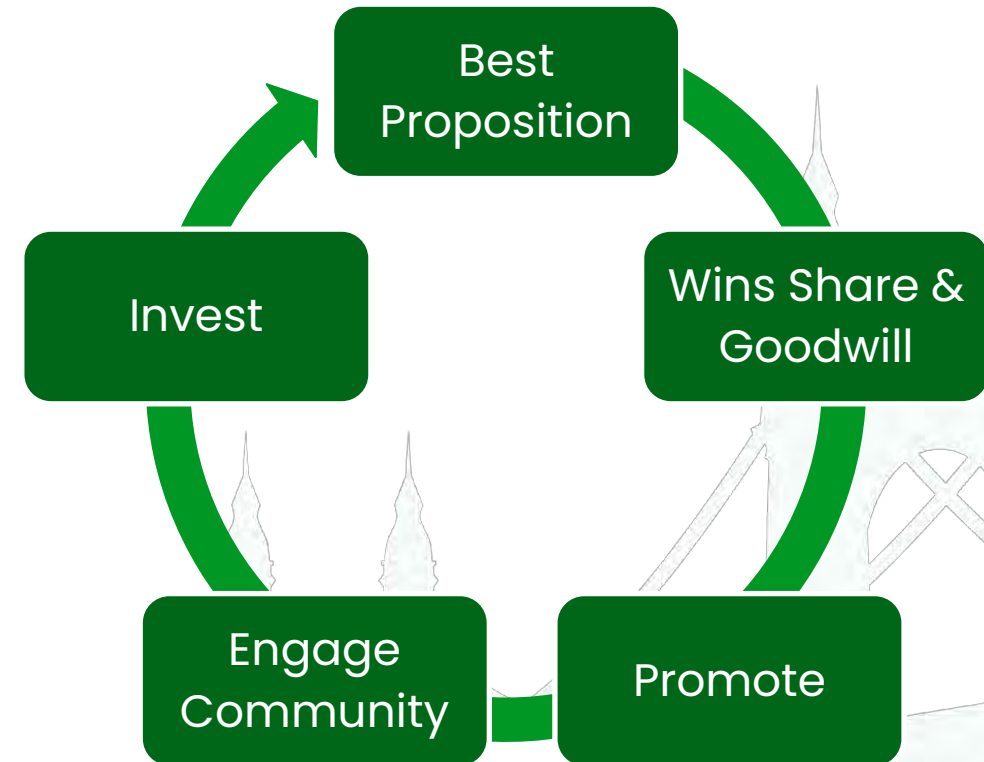 Best
Proposition
Wins Share &
Goodwill
Promote
Engage
Community
Invest